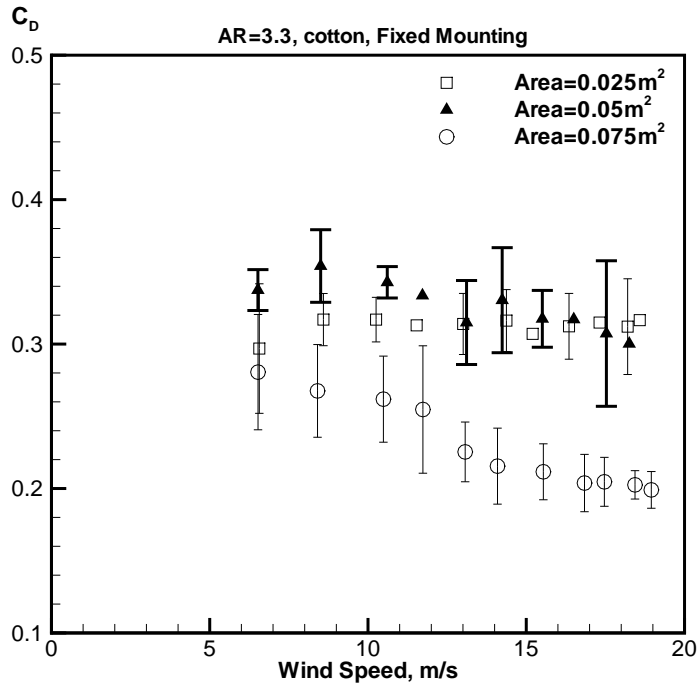 C_D
AR=3.3, cotton, Fixed Mounting
0.5
Area=0.025m²
Area=0.05m²
Area=0.075m²
0.4
0.3
0.2
0.1
0 5 10 15 20
Wind Speed, m/s